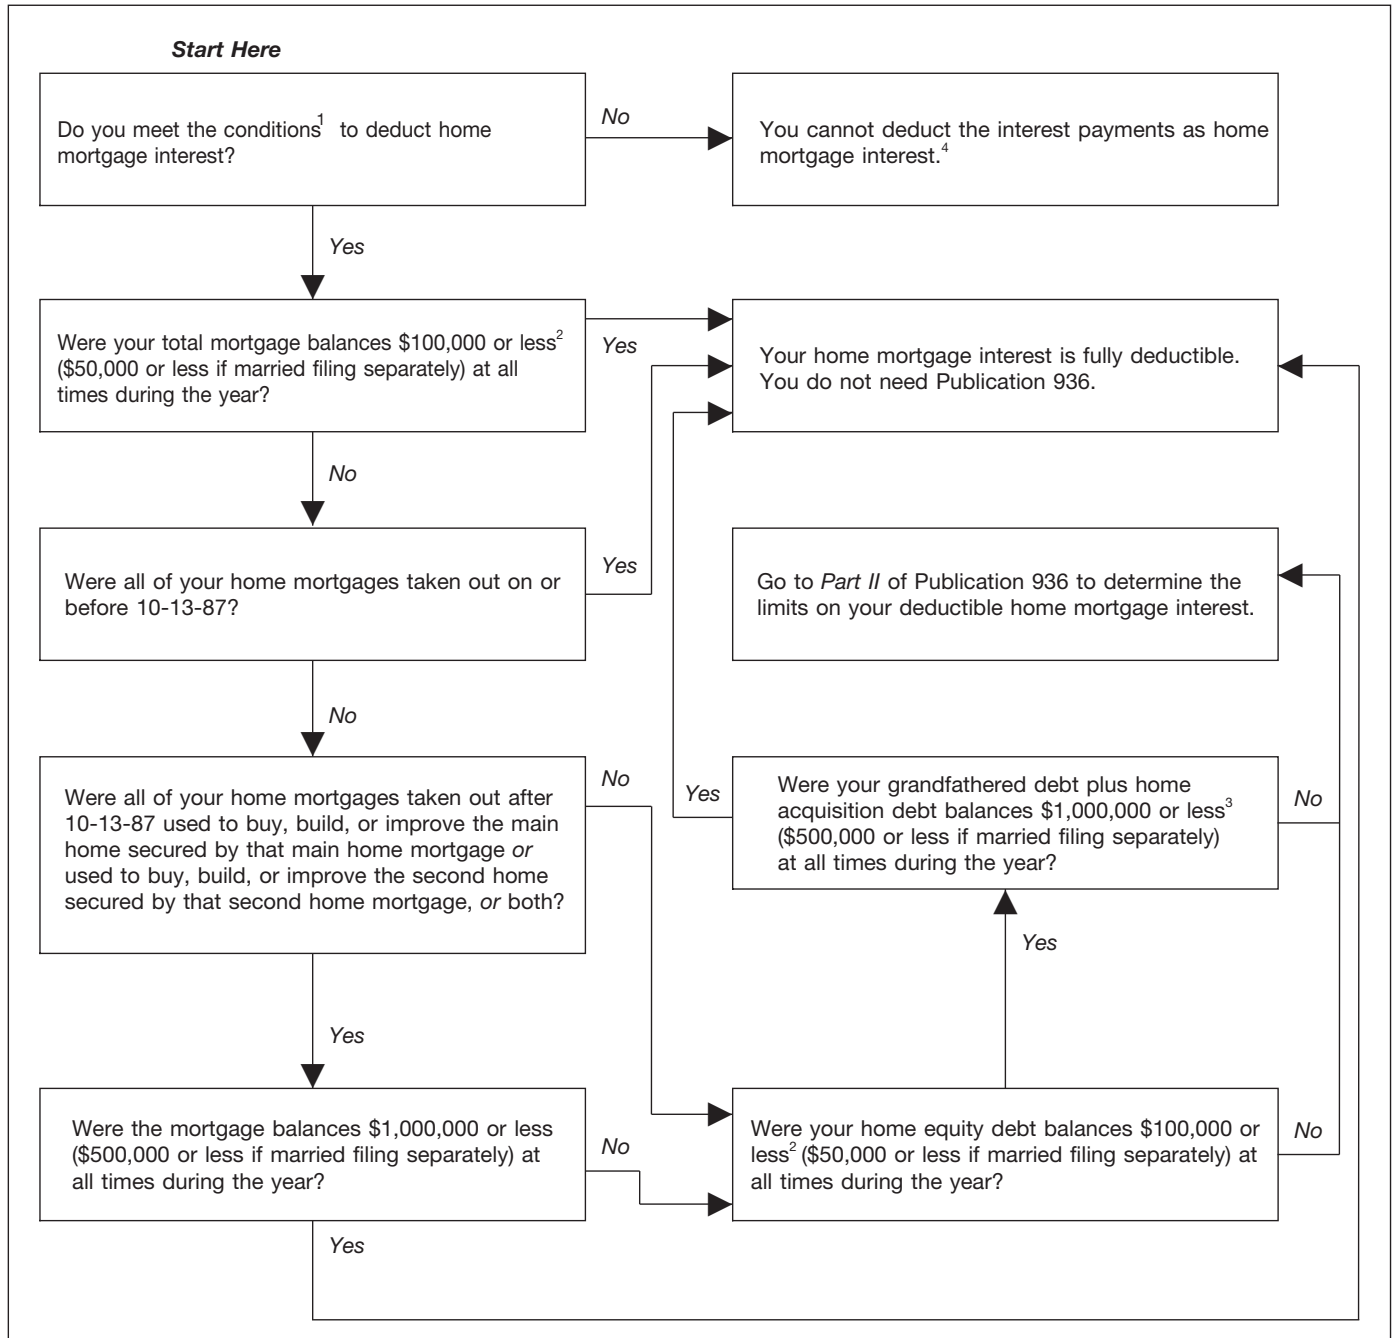 Start Here
Do you meet the conditions1 to deduct home
mortgage interest?
No
You cannot deduct the interest payments as home
mortgage interest.4
Yes
Were your total mortgage balances $100,000 or less2
($50,000 or less if married filing separately) at all
times during the year?
Yes
Your home mortgage interest is fully deductible.
You do not need Publication 936.
No
Were all of your home mortgages taken out on or
before 10-13-87?
Yes
Go to Part II of Publication 936 to determine the
limits on your deductible home mortgage interest.
No
Were all of your home mortgages taken out after
10-13-87 used to buy, build, or improve the main
home secured by that main home mortgage or
used to buy, build, or improve the second home
secured by that second home mortgage, or both?
No
Yes
Were your grandfathered debt plus home
acquisition debt balances $1,000,000 or less3
($500,000 or less if married filing separately)
at all times during the year?
No
Yes
Yes
Were the mortgage balances $1,000,000 or less
($500,000 or less if married filing separately) at
all times during the year?
No
Were your home equity debt balances $100,000 or
less2 ($50,000 or less if married filing separately) at
all times during the year?
No
Yes